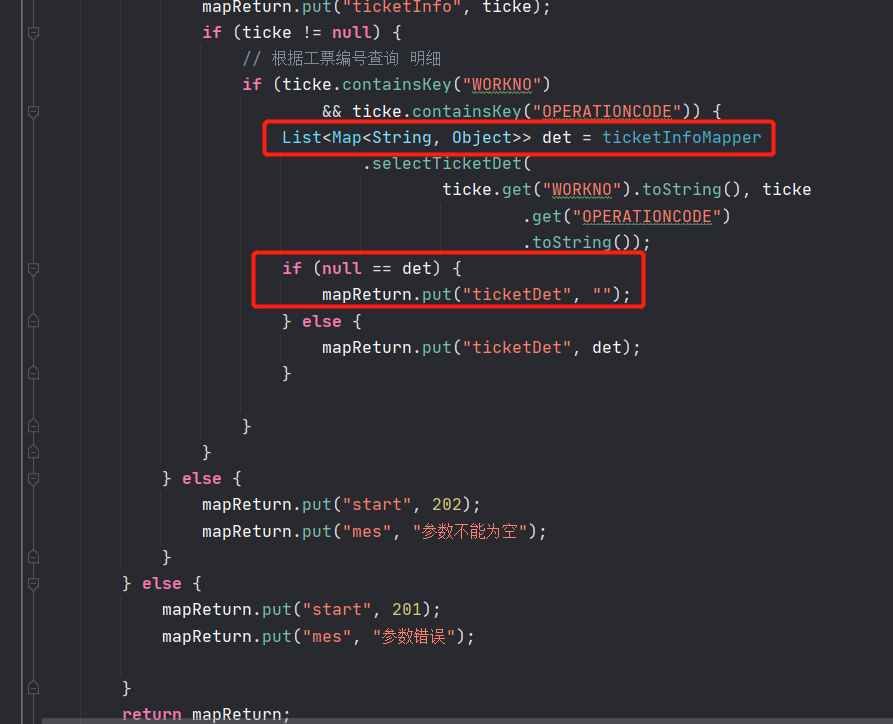 mapReturn.put("ticketInfo", ticke);
if (ticke != null) {
// 根据工票编号查询 明细
if (ticke.containsKey("WORKNO")
&& ticke.containsKey("OPERATIONCODE")) {
List<Map<String, Object>> det = ticketInfoMapper
.selectTicketDet(
ticke.get("WORKNO").toString(), ticke
.get("OPERATIONCODE")
.toString());
if (null == det) {
mapReturn.put("ticketDet", "");
} else {
mapReturn.put("ticketDet", det);
}
}
}
} else {
mapReturn.put("start", 202);
mapReturn.put("mes", "参数不能为空");
}
} else {
mapReturn.put("start", 201);
mapReturn.put("mes", "参数错误");
}
return mapReturn;